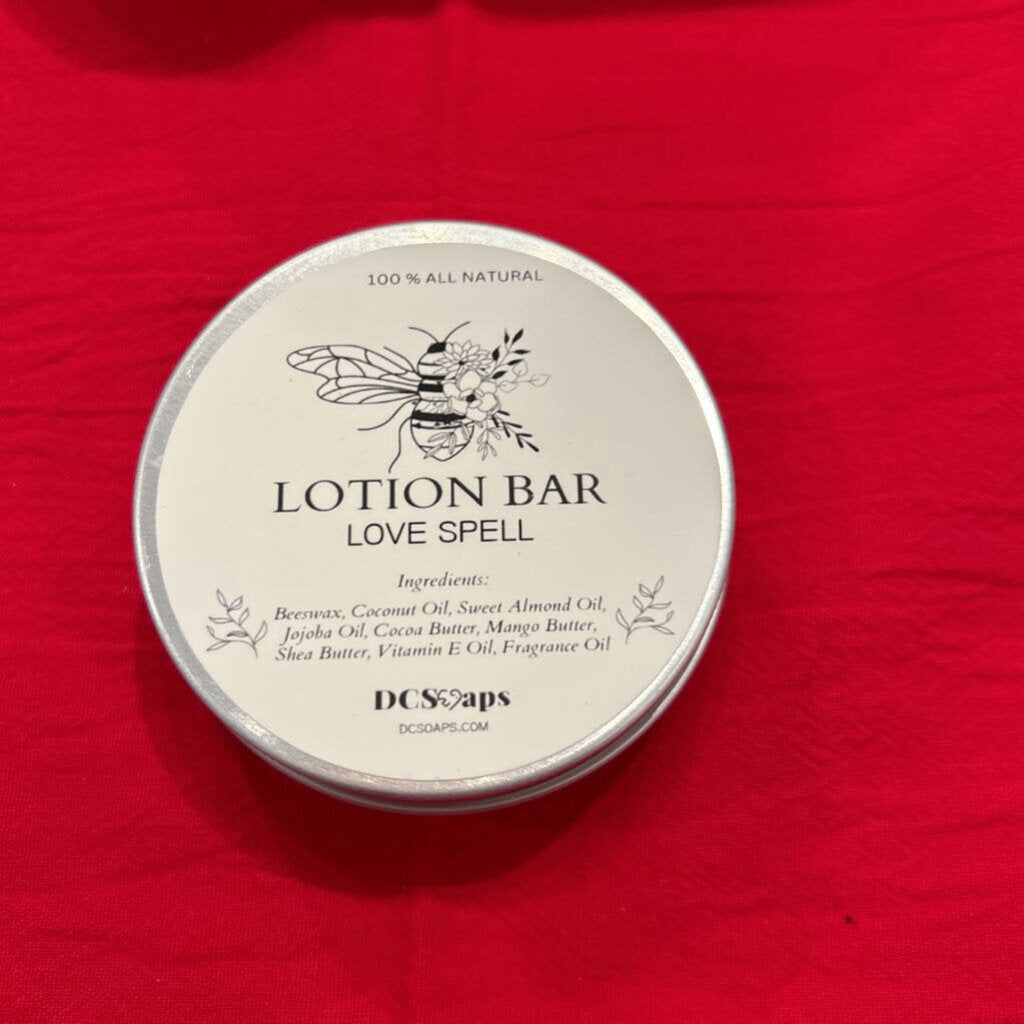 100 % ALL NATURAL
LOTION BAR
LOVE SPELL
Ingredients:
Beeswax, Coconut Oil, Sweet Almond Oil,
Jojoba Oil, Cocoa Butter, Mango Butter,
Shea Butter, Vitamin E Oil, Fragrance Oil
DCSoaps
DCSOAPS.COM